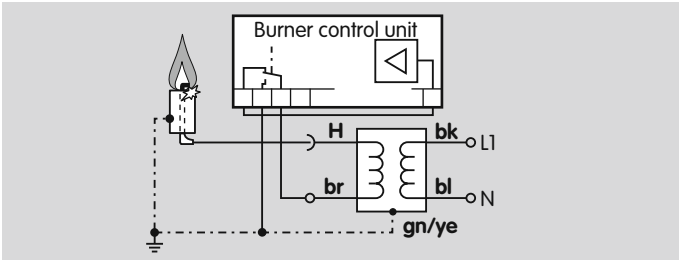 Burner control unit
H
bk
L1
br
bl
N
gn/ye